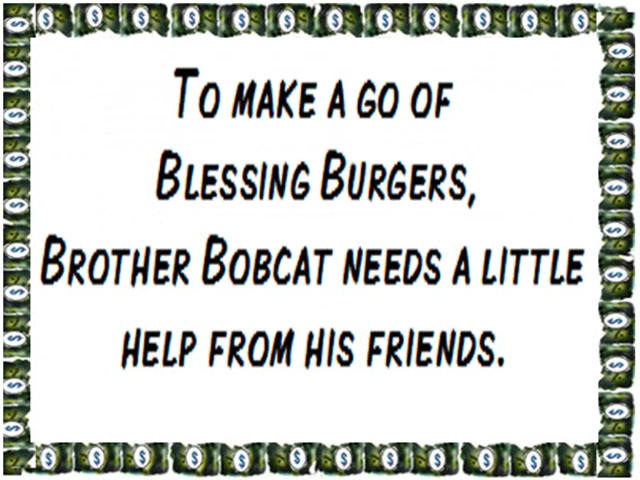 To make a go of
Blessing Burgers,
Brother Bobcat needs a little
help from his friends.